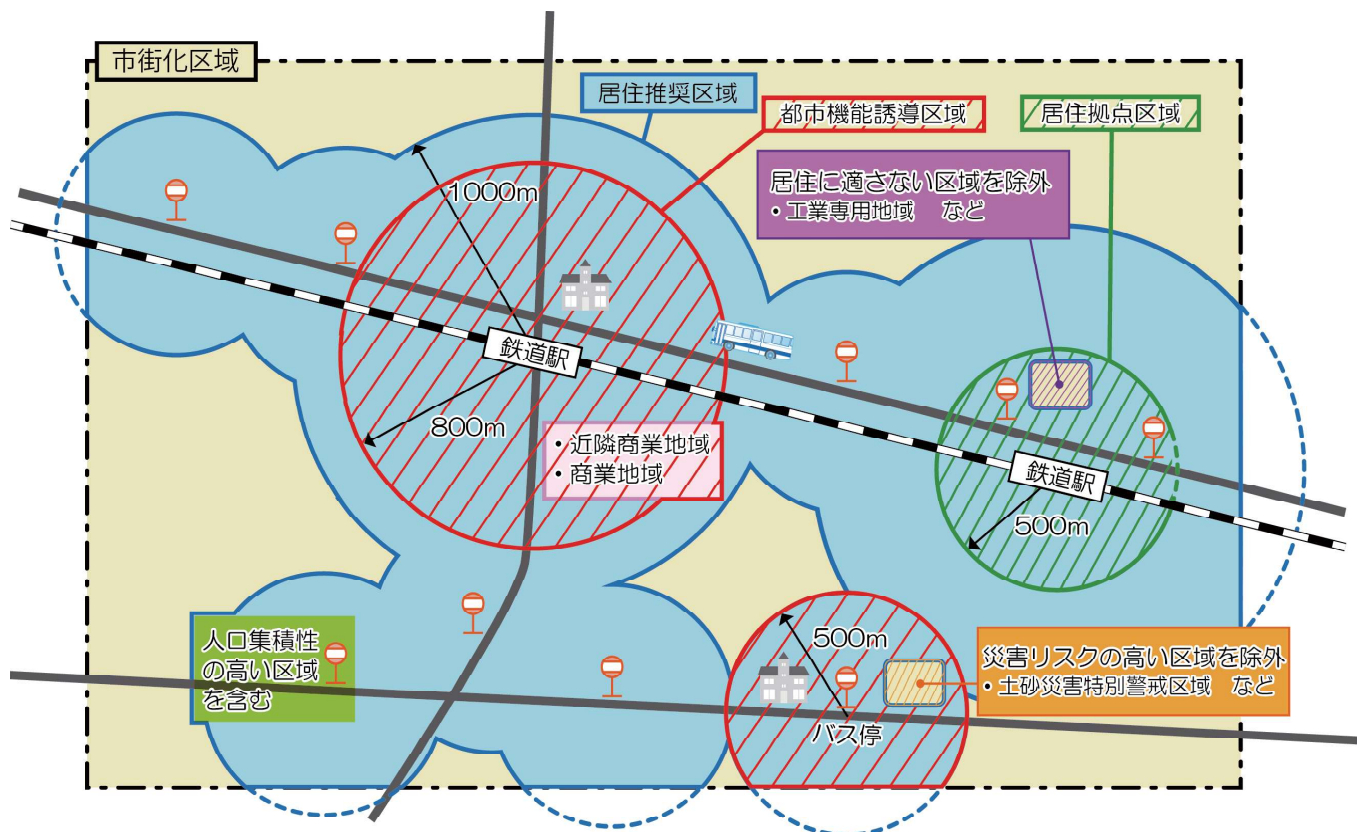 市街化区域
居住推奨区域
都市機能誘導区域
居住拠点区域
居住に適さない区域を除外
・工業専用地域　など
1000m
鉄道駅
800m
・近隣商業地域
・商業地域
鉄道駅
500m
人口集積性
の高い区域
を含む
500m
バス停
災害リスクの高い区域を除外
・土砂災害特別警戒区域　など